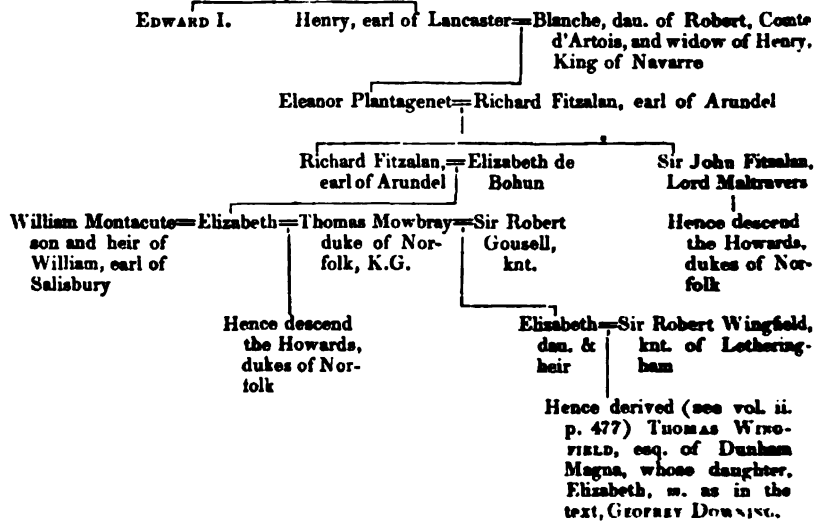 EDWARD I. Henry, earl of Lancaster=Blanche, dau. of Robert, Comte
d'Artois, and widow of Henry,
King of Navarre
Eleanor Plantagenet=Richard Fitzalan, earl of Arundel
Richard Fitzalan,=Elizabeth de
earl of Arundel Bohun
Sir John Fitzalan,
Lord Maltravers
William Montacute=Elizabeth=Thomas Mowbray=Sir Robert
son and heir of
William, earl of
Salisbury
duke of Nor-
folk, K.G.
Gousell,
knt.
Hence descend
the Howards,
dukes of Nor-
folk
Hence descend
the Howards,
dukes of Nor-
folk
Elizabeth=Sir Robert Wingfield,
dau. &
heir
knt. of Lethering-
ham
Hence derived (see vol. ii.
p. 477) THOMAS WING-
FIELD, esq. of Dunham
Magna, whose daughter,
Elizabeth, m. as in the
text, GEOFREY DOWNING.